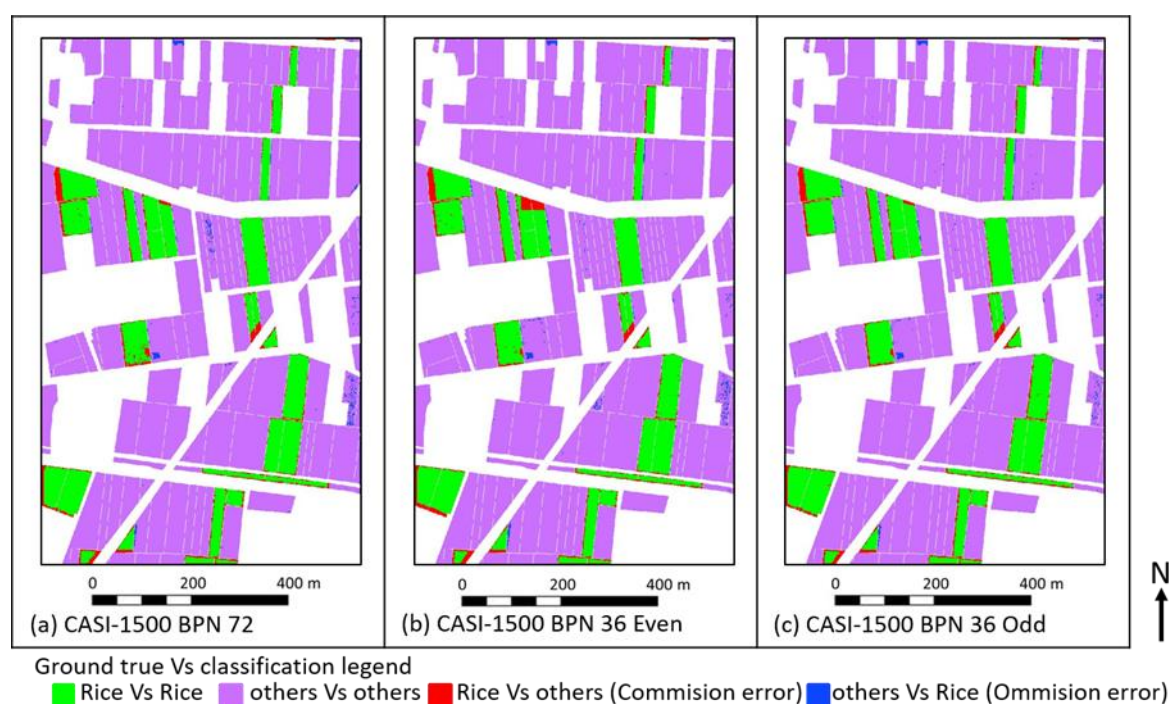 0 200 400 m
(a) CASI-1500 BPN 72
0 200 400 m
(b) CASI-1500 BPN 36 Even
0 200 400 m
(c) CASI-1500 BPN 36 Odd
N
Ground true Vs classification legend
Rice Vs Rice others Vs others Rice Vs others (Commision error) others Vs Rice (Ommision error)